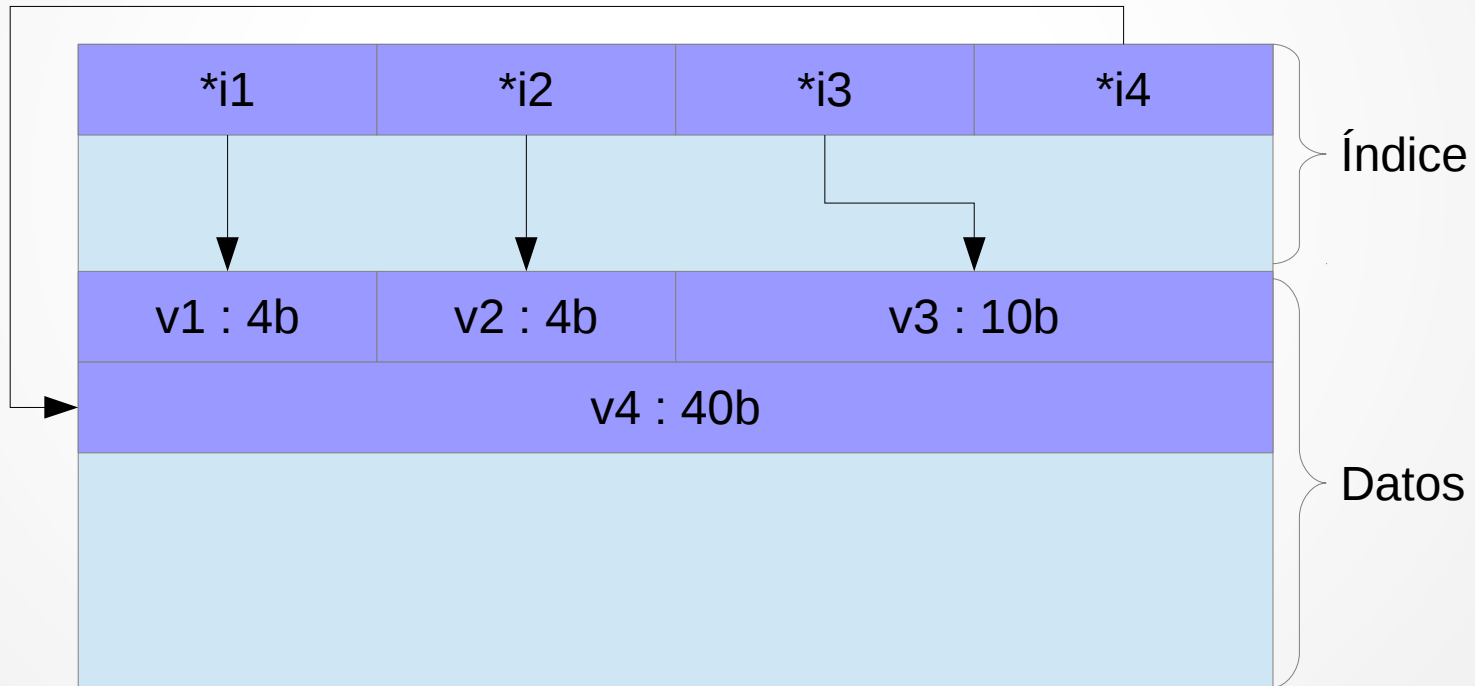 *i1 *i2 *i3 *i4
Índice
v1 : 4b v2 : 4b v3 : 10b
v4 : 40b
Datos